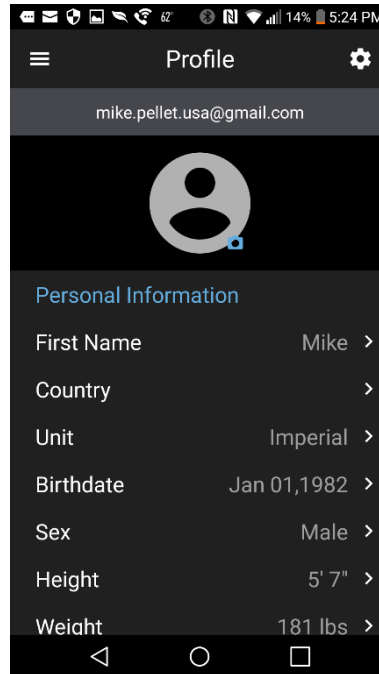 62° 14% 5:24 PM
Profile
mike.pellet.usa@gmail.com
Personal Information
First Name Mike
Country
Unit Imperial
Birthdate Jan 01,1982
Sex Male
Height 5' 7"
Weight 181 lbs